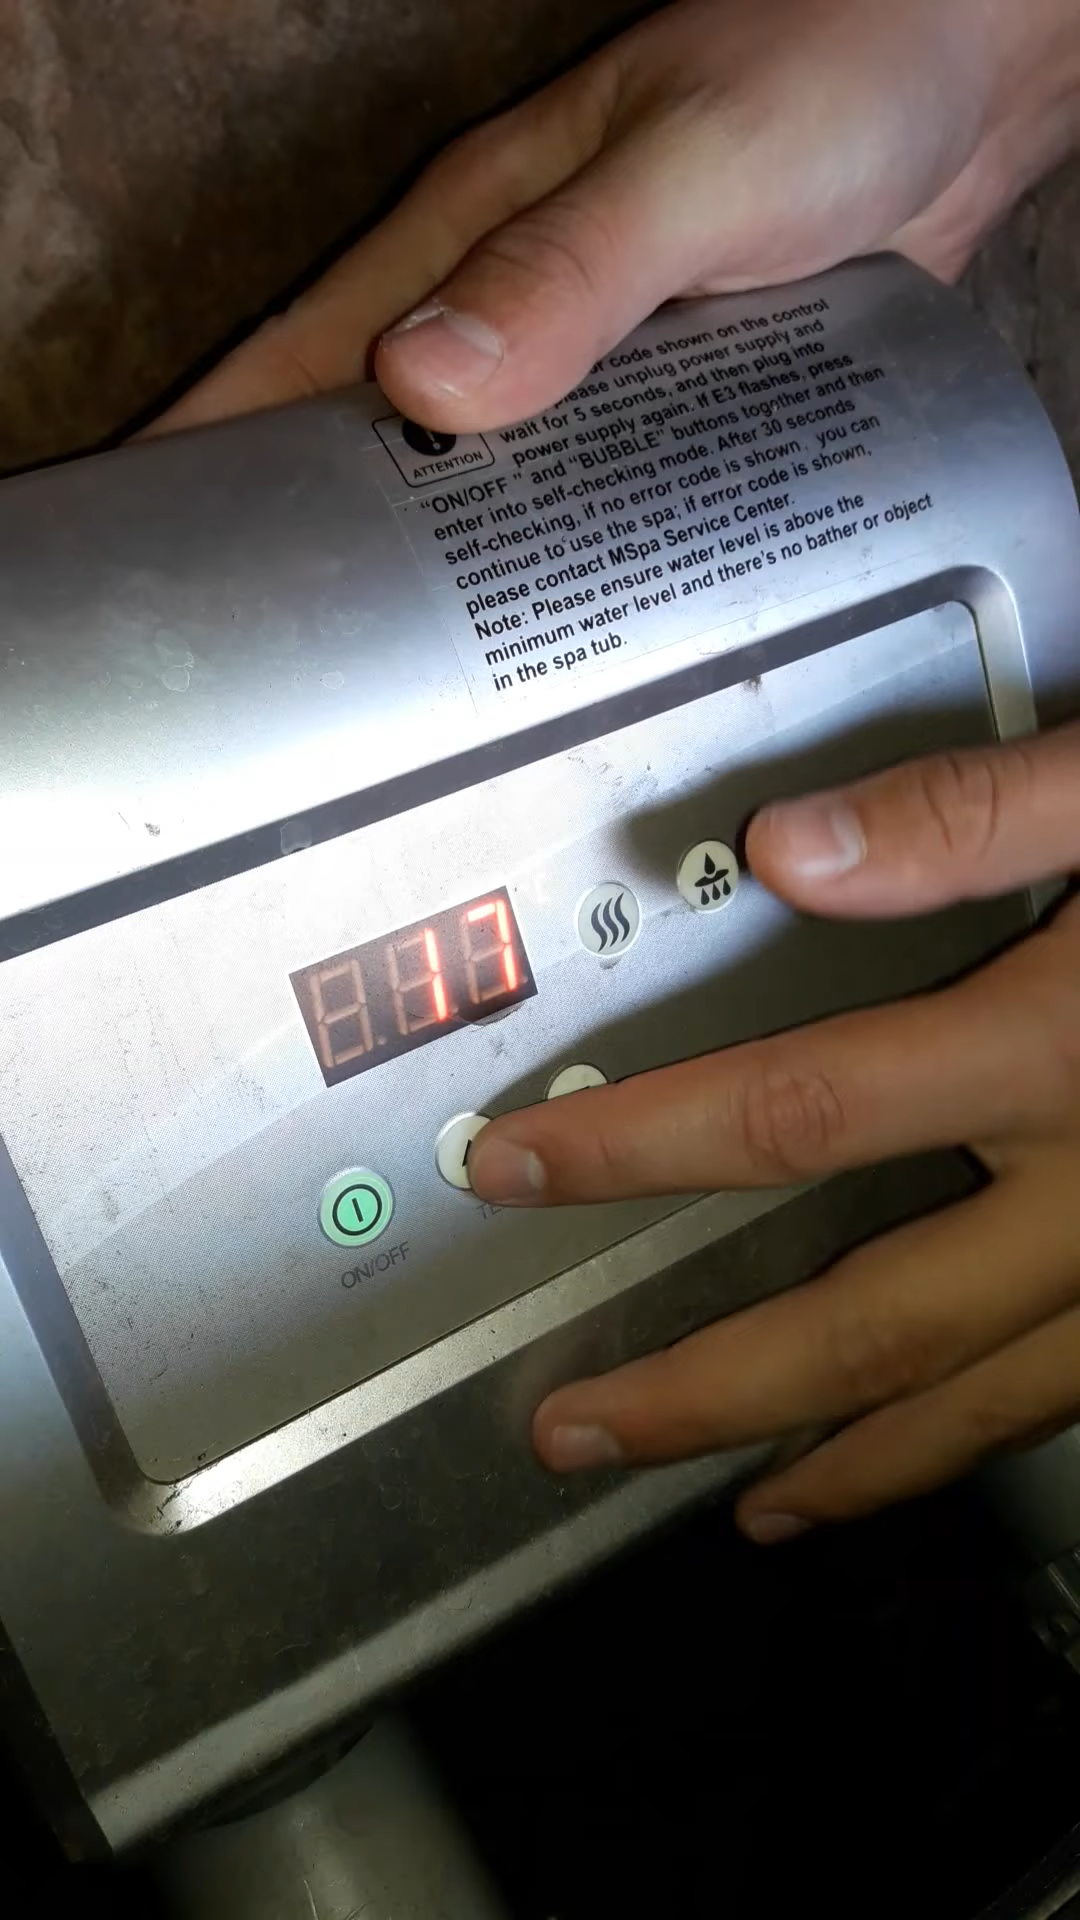 code shown on the control
please unplug power supply and
wait for 5 seconds, and then plug into
power supply again. If E3 flashes, press
ATTENTION
"ON/OFF " and "BUBBLE" buttons together and then
enter into self-checking mode. After 30 seconds
self-checking, if no error code is shown , you can
continue to use the spa; if error code is shown,
please contact MSpa Service Center.
Note: Please ensure water level is above the
minimum water level and there's no bather or object
in the spa tub.
17
ON/OFF